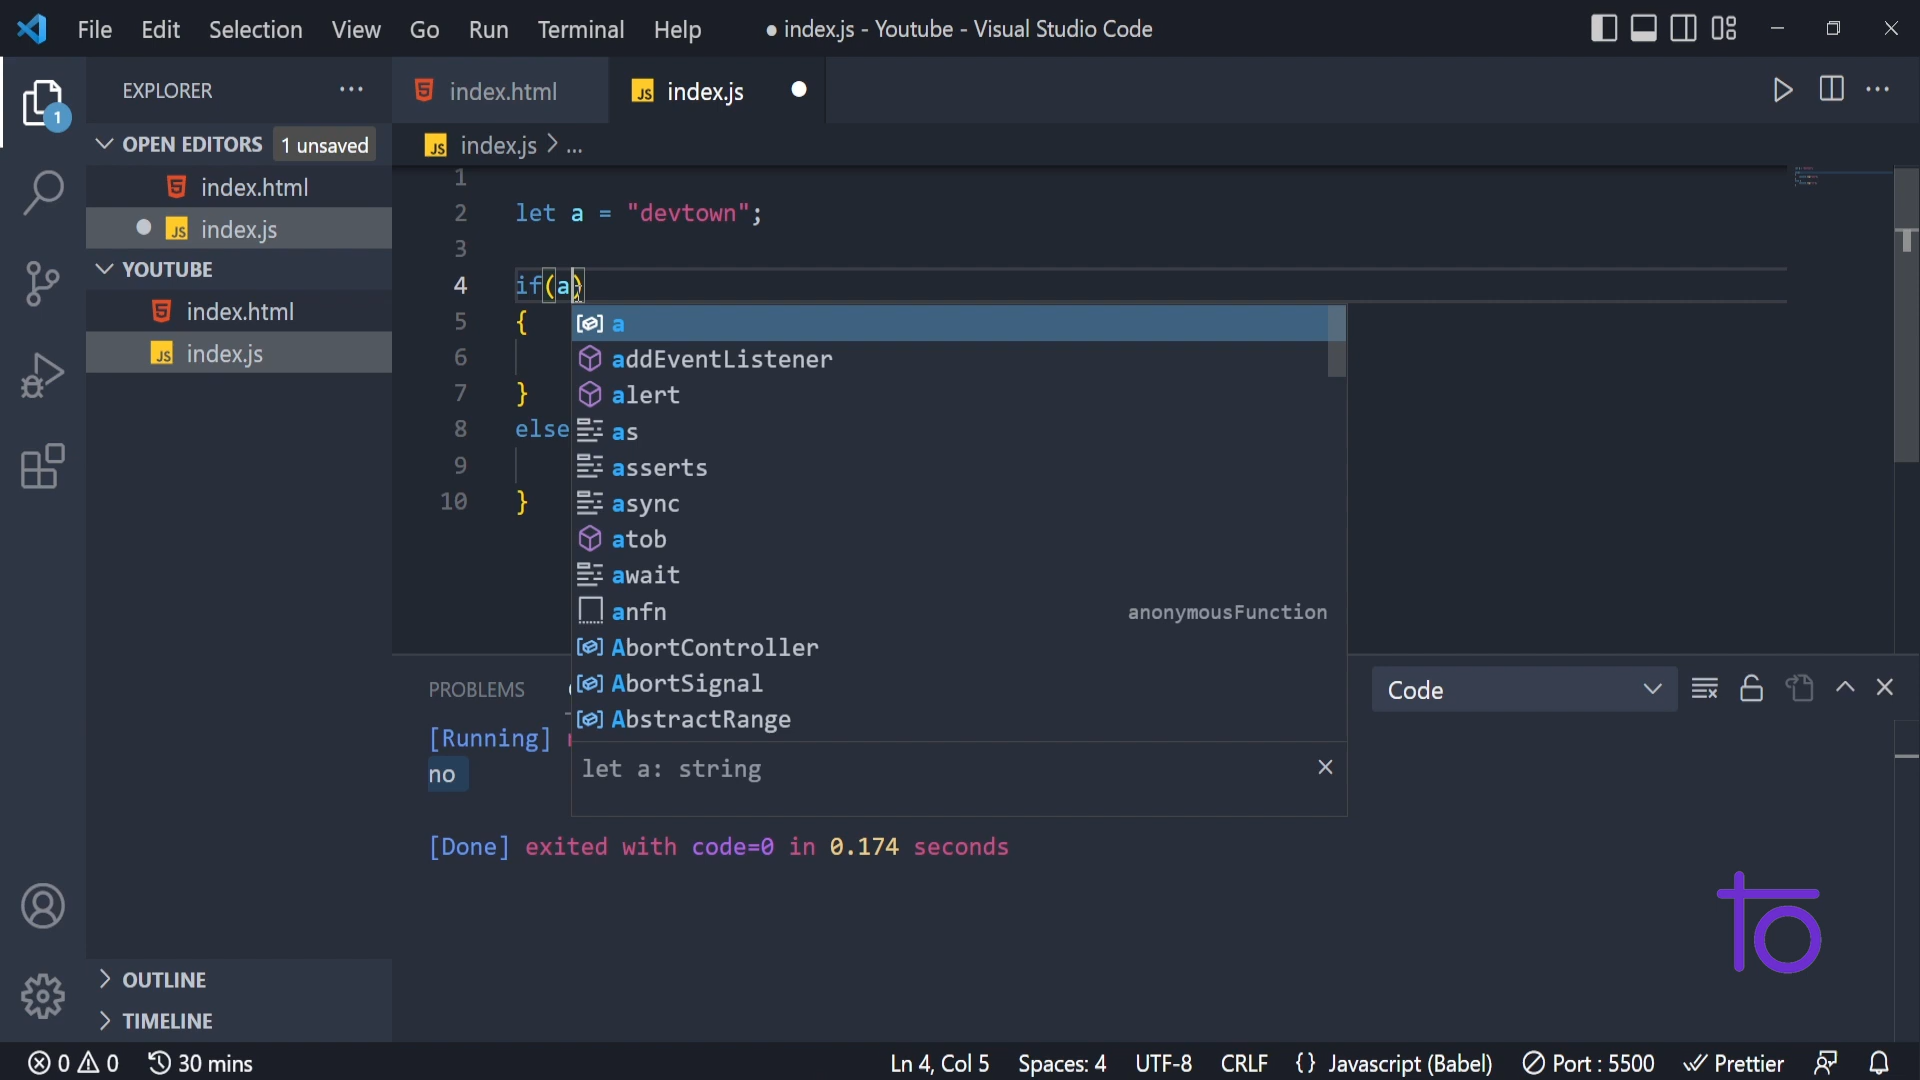 File Edit Selection View Go Run Terminal Help ● index.js - Youtube - Visual Studio Code
EXPLORER ...
index.html
JS index.js
OPEN EDITORS 1 unsaved
index.html
JS index.js
YOUTUBE
index.html
JS index.js
OUTLINE
TIMELINE
1
JS index.js > ...
1
2 let a = "devtown";
3
4 if(a)
5 {
6
7 }
8 else
9
10 }
a
addEventListener
alert
as
asserts
async
atob
await
anfn anonymousFunction
AbortController
AbortSignal
AbstractRange
let a: string
PROBLEMS
Code
[Running]
no
[Done] exited with code=0 in 0.174 seconds
0 0 30 mins Ln 4, Col 5 Spaces: 4 UTF-8 CRLF {} Javascript (Babel) Port : 5500 Prettier